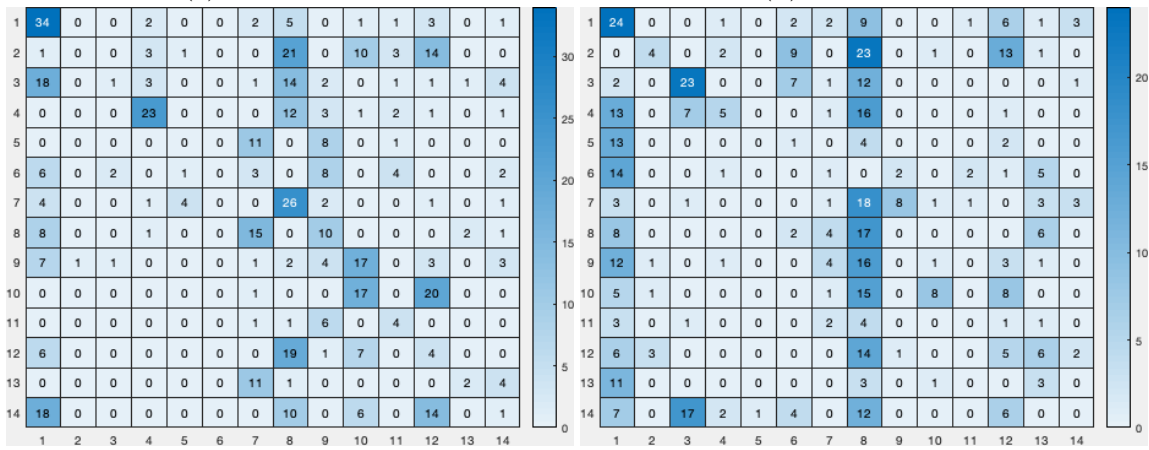 1 34 0 0 2 0 0 2 5 0 1 1 3 0 1
2 1 0 0 3 1 0 0 21 0 10 3 14 0 0
3 18 0 1 3 0 0 1 14 2 0 1 1 1 4
4 0 0 0 23 0 0 0 12 3 1 2 1 0 1
5 0 0 0 0 0 0 11 0 8 0 1 0 0 0
6 6 0 2 0 1 0 3 0 8 0 4 0 0 2
7 4 0 0 1 4 0 0 26 2 0 0 1 0 1
8 8 0 0 1 0 0 15 0 10 0 0 0 2 1
9 7 1 1 0 0 0 1 2 4 17 0 3 0 3
10 0 0 0 0 0 0 1 0 0 17 0 20 0 0
11 0 0 0 0 0 0 1 1 6 0 4 0 0 0
12 6 0 0 0 0 0 0 19 1 7 0 4 0 0
13 0 0 0 0 0 0 11 1 0 0 0 0 2 4
14 18 0 0 0 0 0 0 10 0 6 0 14 0 1
1 2 3 4 5 6 7 8 9 10 11 12 13 14
30
25
20
15
10
5
0
1 24 0 0 1 0 2 2 9 0 0 1 6 1 3
2 0 4 0 2 0 9 0 23 0 1 0 13 1 0
3 2 0 23 0 0 7 1 12 0 0 0 0 0 1
4 13 0 7 5 0 0 1 16 0 0 0 1 0 0
5 13 0 0 0 0 1 0 4 0 0 0 2 0 0
6 14 0 0 1 0 0 1 0 2 0 2 1 5 0
7 3 0 1 0 0 0 1 18 8 1 1 0 3 3
8 8 0 0 0 0 2 4 17 0 0 0 0 6 0
9 12 1 0 1 0 0 4 16 0 1 0 3 1 0
10 5 1 0 0 0 0 1 15 0 8 0 8 0 0
11 3 0 1 0 0 0 2 4 0 0 0 1 1 0
12 6 3 0 0 0 0 0 14 1 0 0 5 6 2
13 11 0 0 0 0 0 0 3 0 1 0 0 3 0
14 7 0 17 2 1 4 0 12 0 0 0 6 0 0
1 2 3 4 5 6 7 8 9 10 11 12 13 14
20
15
10
5
0